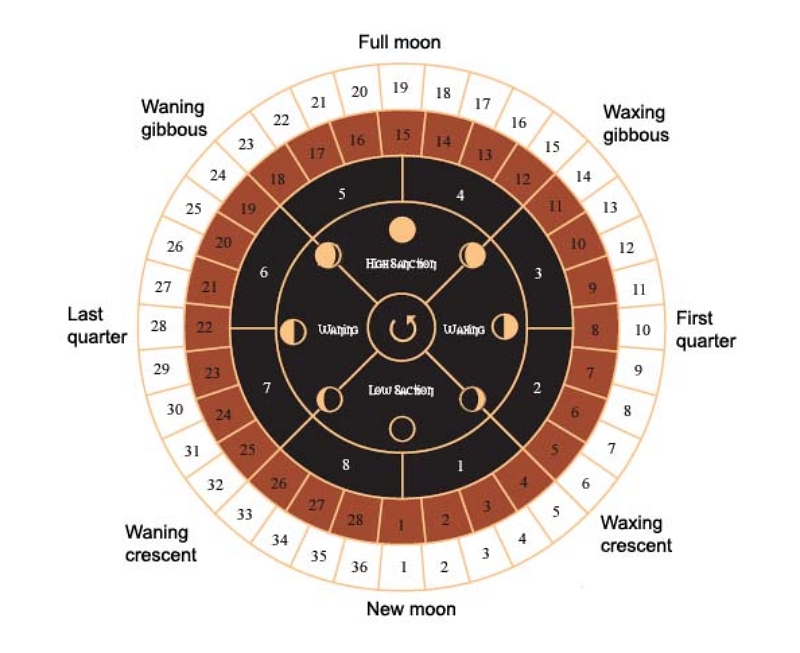 Full moon
Waning
gibbous
Waxing
gibbous
Last
quarter
First
quarter
Waning
crescent
Waxing
crescent
New moon
1 2 3 4 5 6 7 8 9 10 11 12 13 14 15 16 17 18 19 20 21 22 23 24 25 26 27 28 29 30 31 32 33 34 35 36
1 2 3 4 5 6 7 8 9 10 11 12 13 14 15 16 17 18 19 20 21 22 23 24 25 26 27 28
1 2 3 4 5 6 7 8
High Sanction
Waning
Waxing
Low Saction